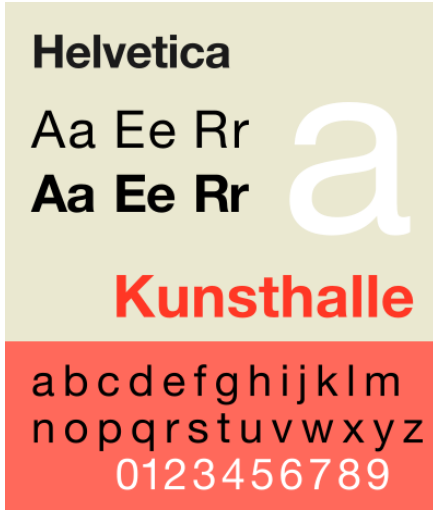 Helvetica
Aa Ee Rr
Aa Ee Rr
a
Kunsthalle
abcdefghijklm
nopqrstuvwxyz
0123456789